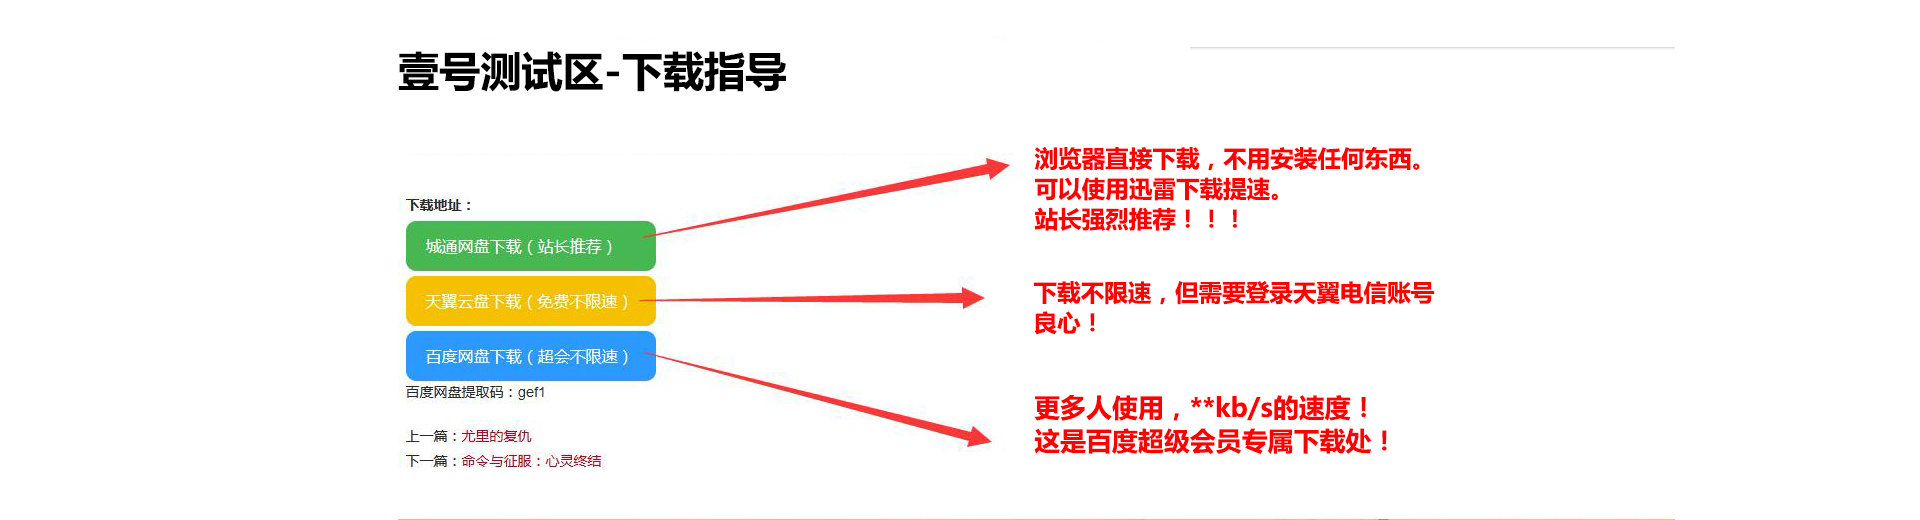 壹号测试区-下载指导
下载地址：
城通网盘下载（站长推荐）
天翼云盘下载（免费不限速）
百度网盘下载（超会不限速）
百度网盘提取码：gef1
上一篇：尤里的复仇
下一篇：命令与征服：心灵终结
浏览器直接下载，不用安装任何东西。
可以使用迅雷下载提速。
站长强烈推荐！！！
下载不限速，但需要登录天翼电信账号
良心！
更多人使用，**kb/s的速度！
这是百度超级会员专属下载处！